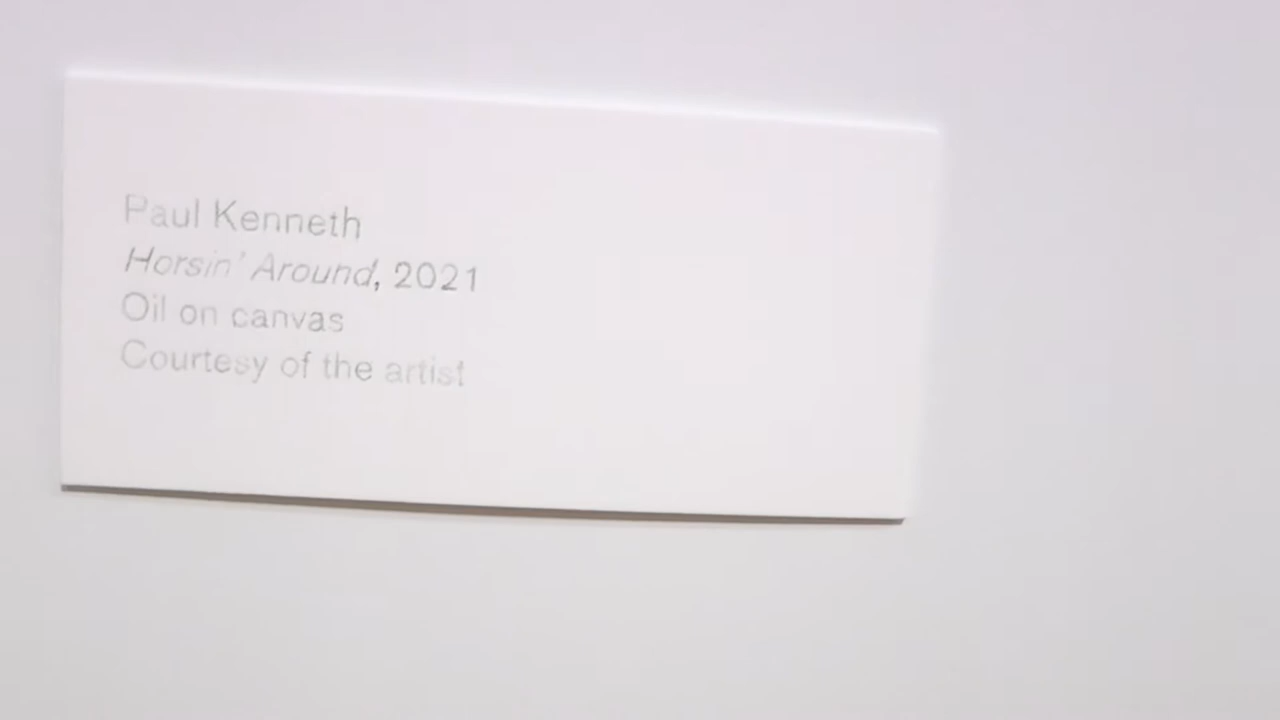 Paul Kenneth
Horsin' Around, 2021
Oil on canvas
Courtesy of the artist